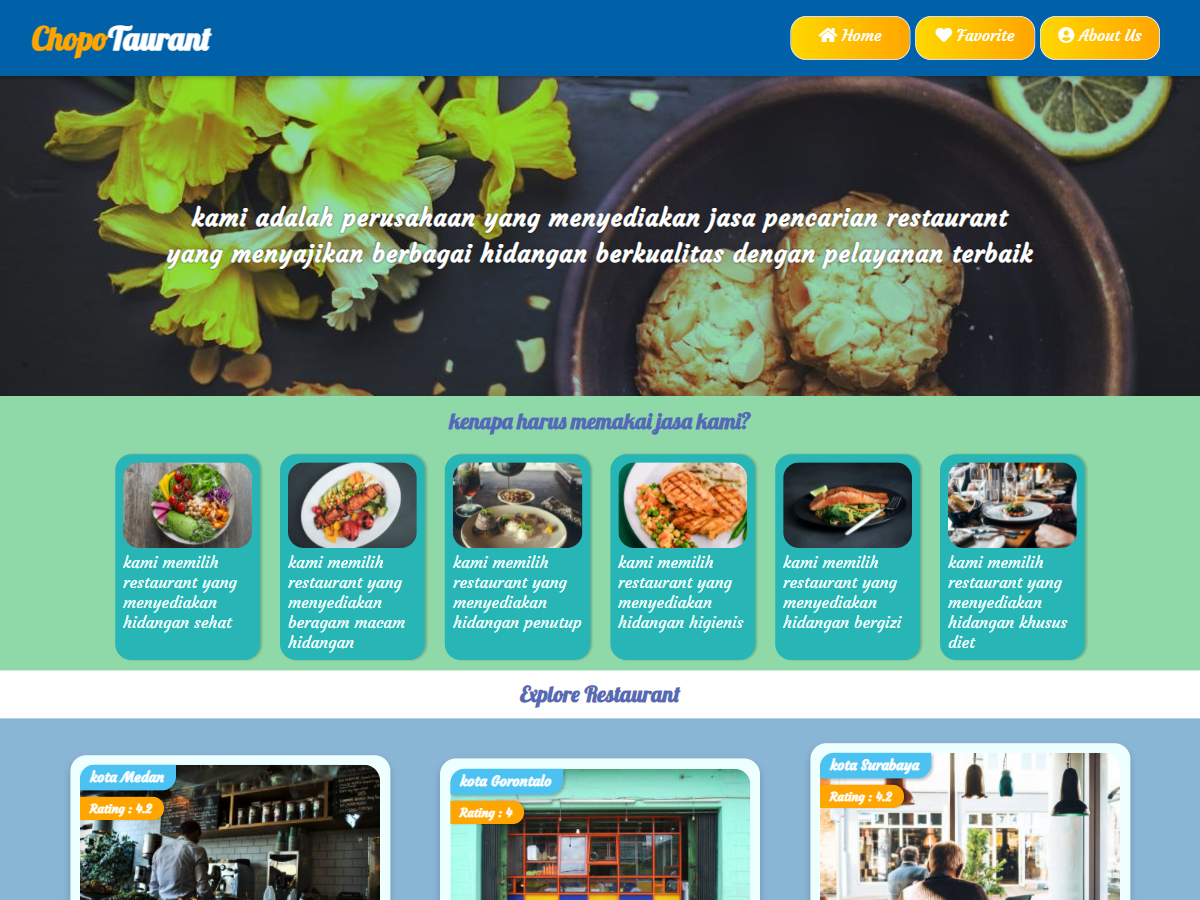 ChopoTaurant
Home
Favorite
About Us
kami adalah perusahaan yang menyediakan jasa pencarian restaurant
yang menyajikan berbagai hidangan berkualitas dengan pelayanan terbaik
kenapa harus memakai jasa kami?
kami memilih
restaurant yang
menyediakan
hidangan sehat
kami memilih
restaurant yang
menyediakan
beragam macam
hidangan
kami memilih
restaurant yang
menyediakan
hidangan penutup
kami memilih
restaurant yang
menyediakan
hidangan higienis
kami memilih
restaurant yang
menyediakan
hidangan bergizi
kami memilih
restaurant yang
menyediakan
hidangan khusus
diet
Explore Restaurant
kota Medan
Rating : 4.2
kota Gorontalo
Rating : 4
kota Surabaya
Rating : 4.2